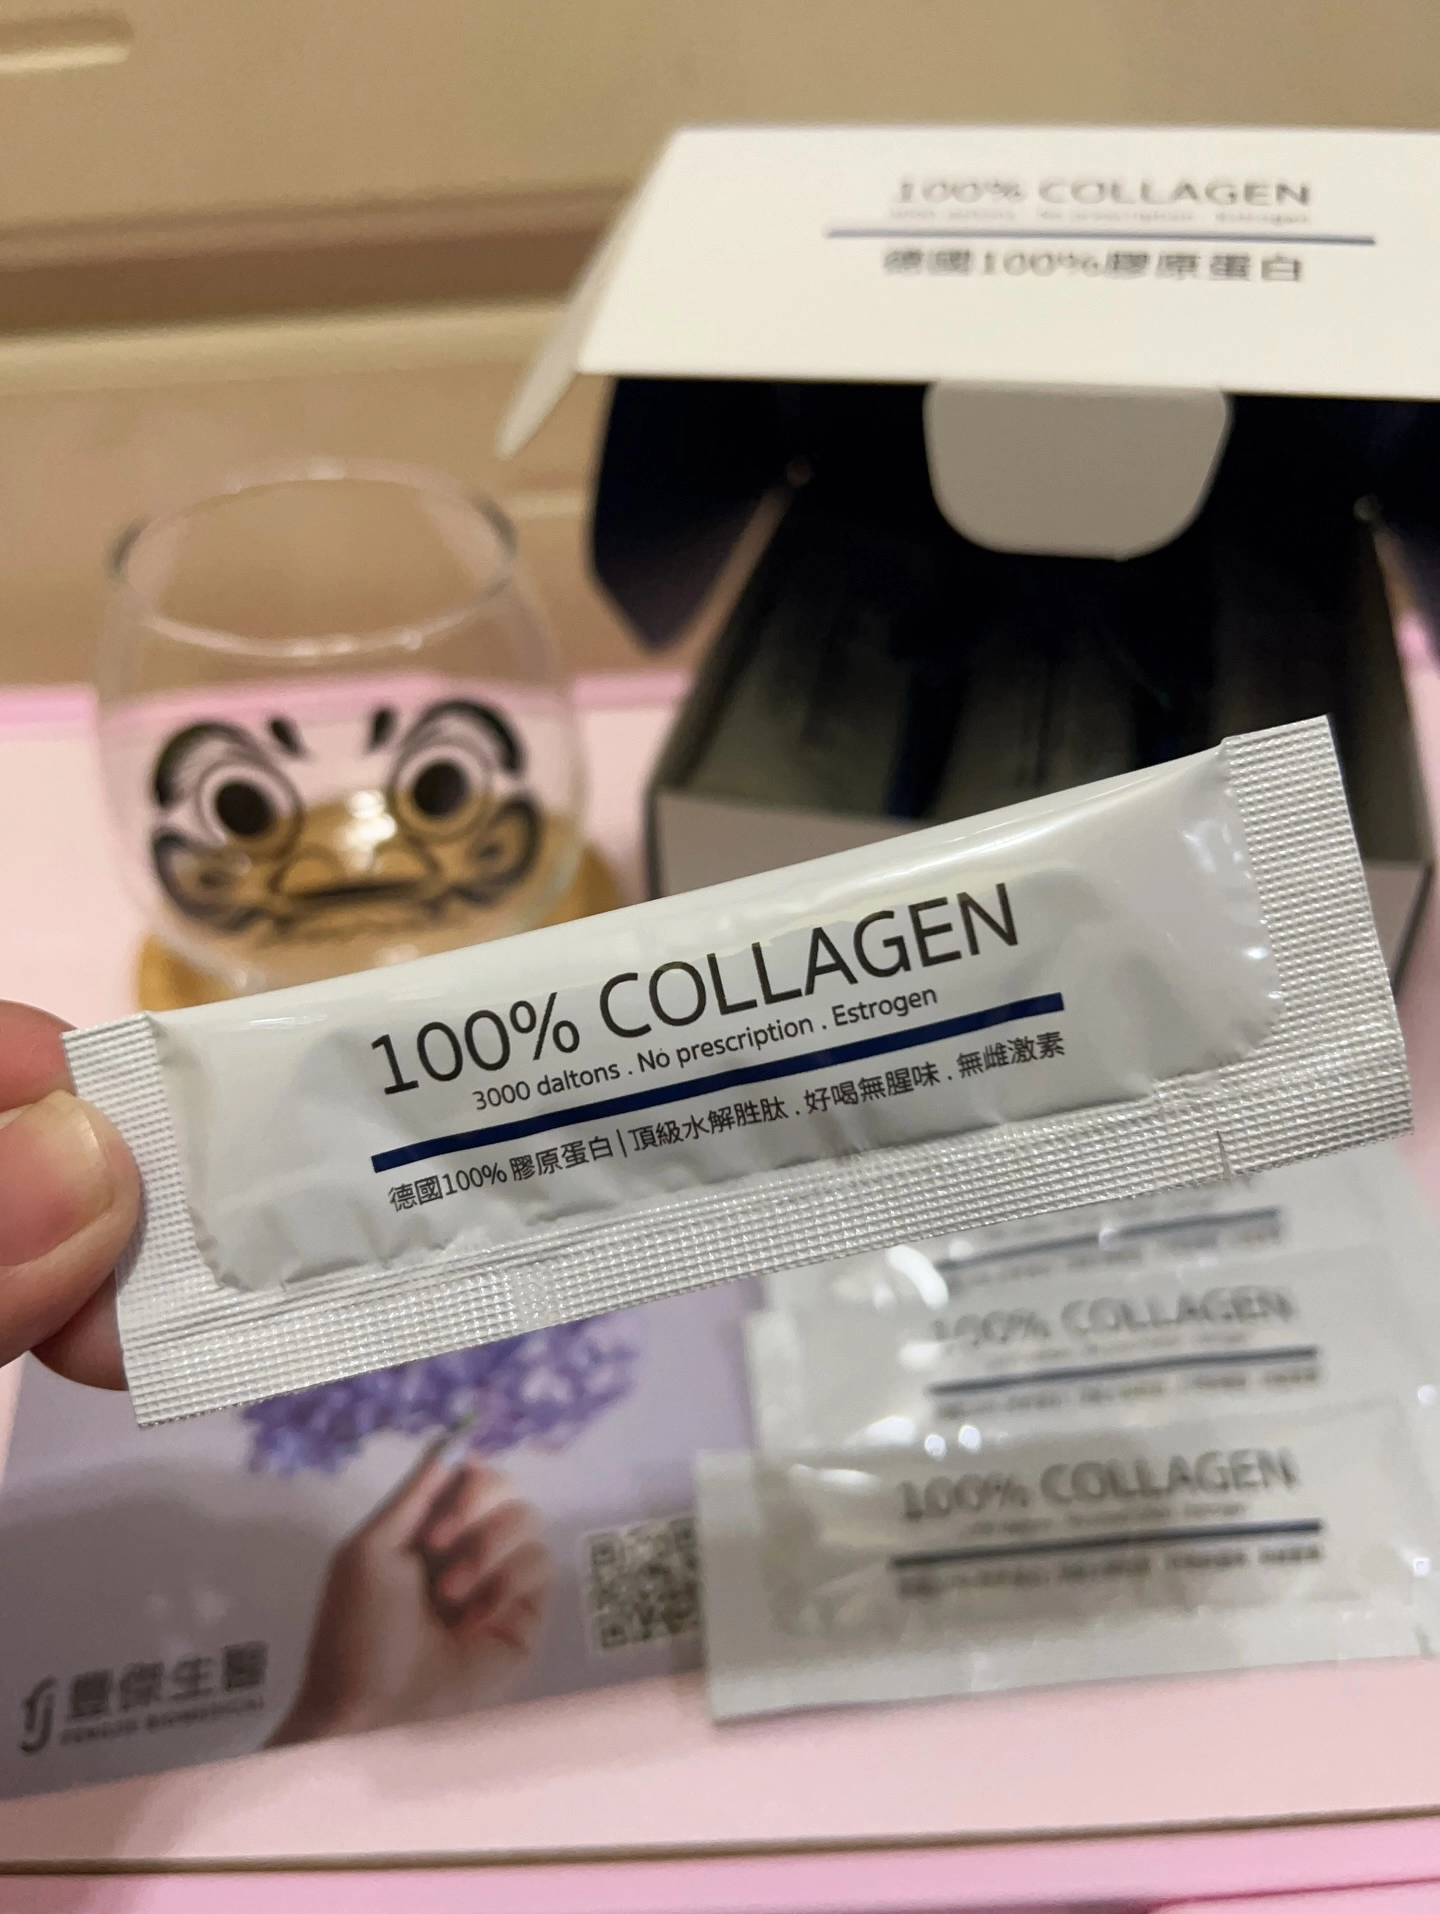 100% COLLAGEN
德國100%膠原蛋白
100% COLLAGEN
3000 daltons . No prescription . Estrogen
德國100% 膠原蛋白|頂級水解胜肽 . 好喝無腥味 . 無雌激素
100% COLLAGEN
100% COLLAGEN
豐傑生醫